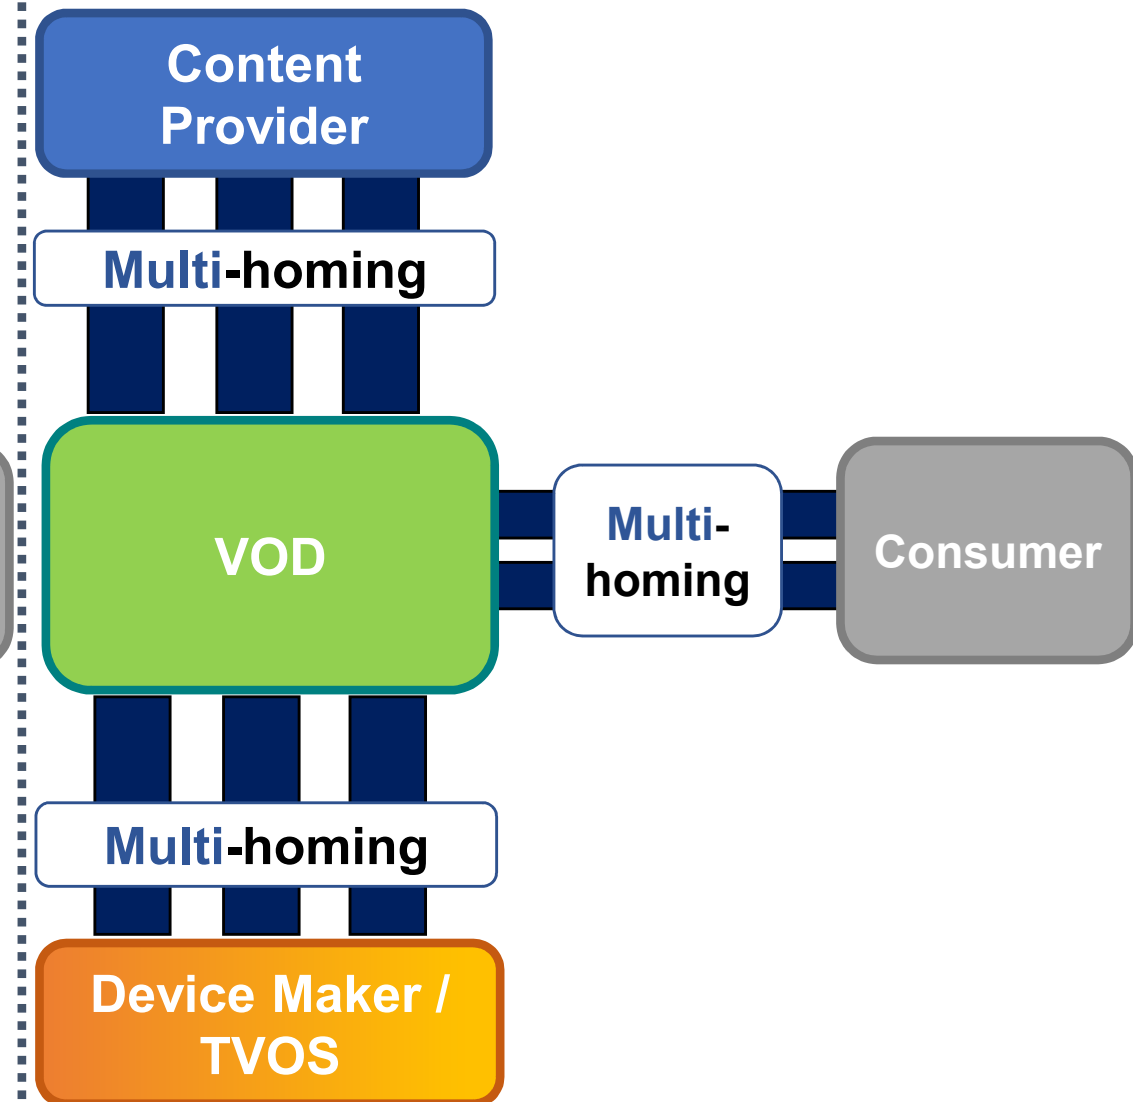 Content
Provider
Multi-homing
VOD
Multi-
homing
Consumer
Multi-homing
Device Maker /
TVOS